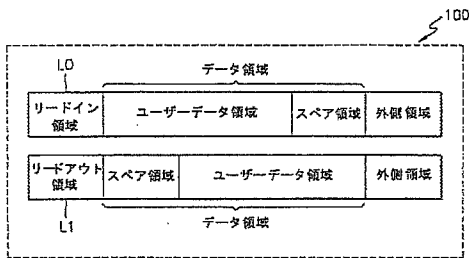 100
L0
データ領域
リードイン
領域
ユーザーデータ領域
スペア領域
外側領域
リードアウト
領域
スペア領域
ユーザーデータ領域
外側領域
L1
データ領域